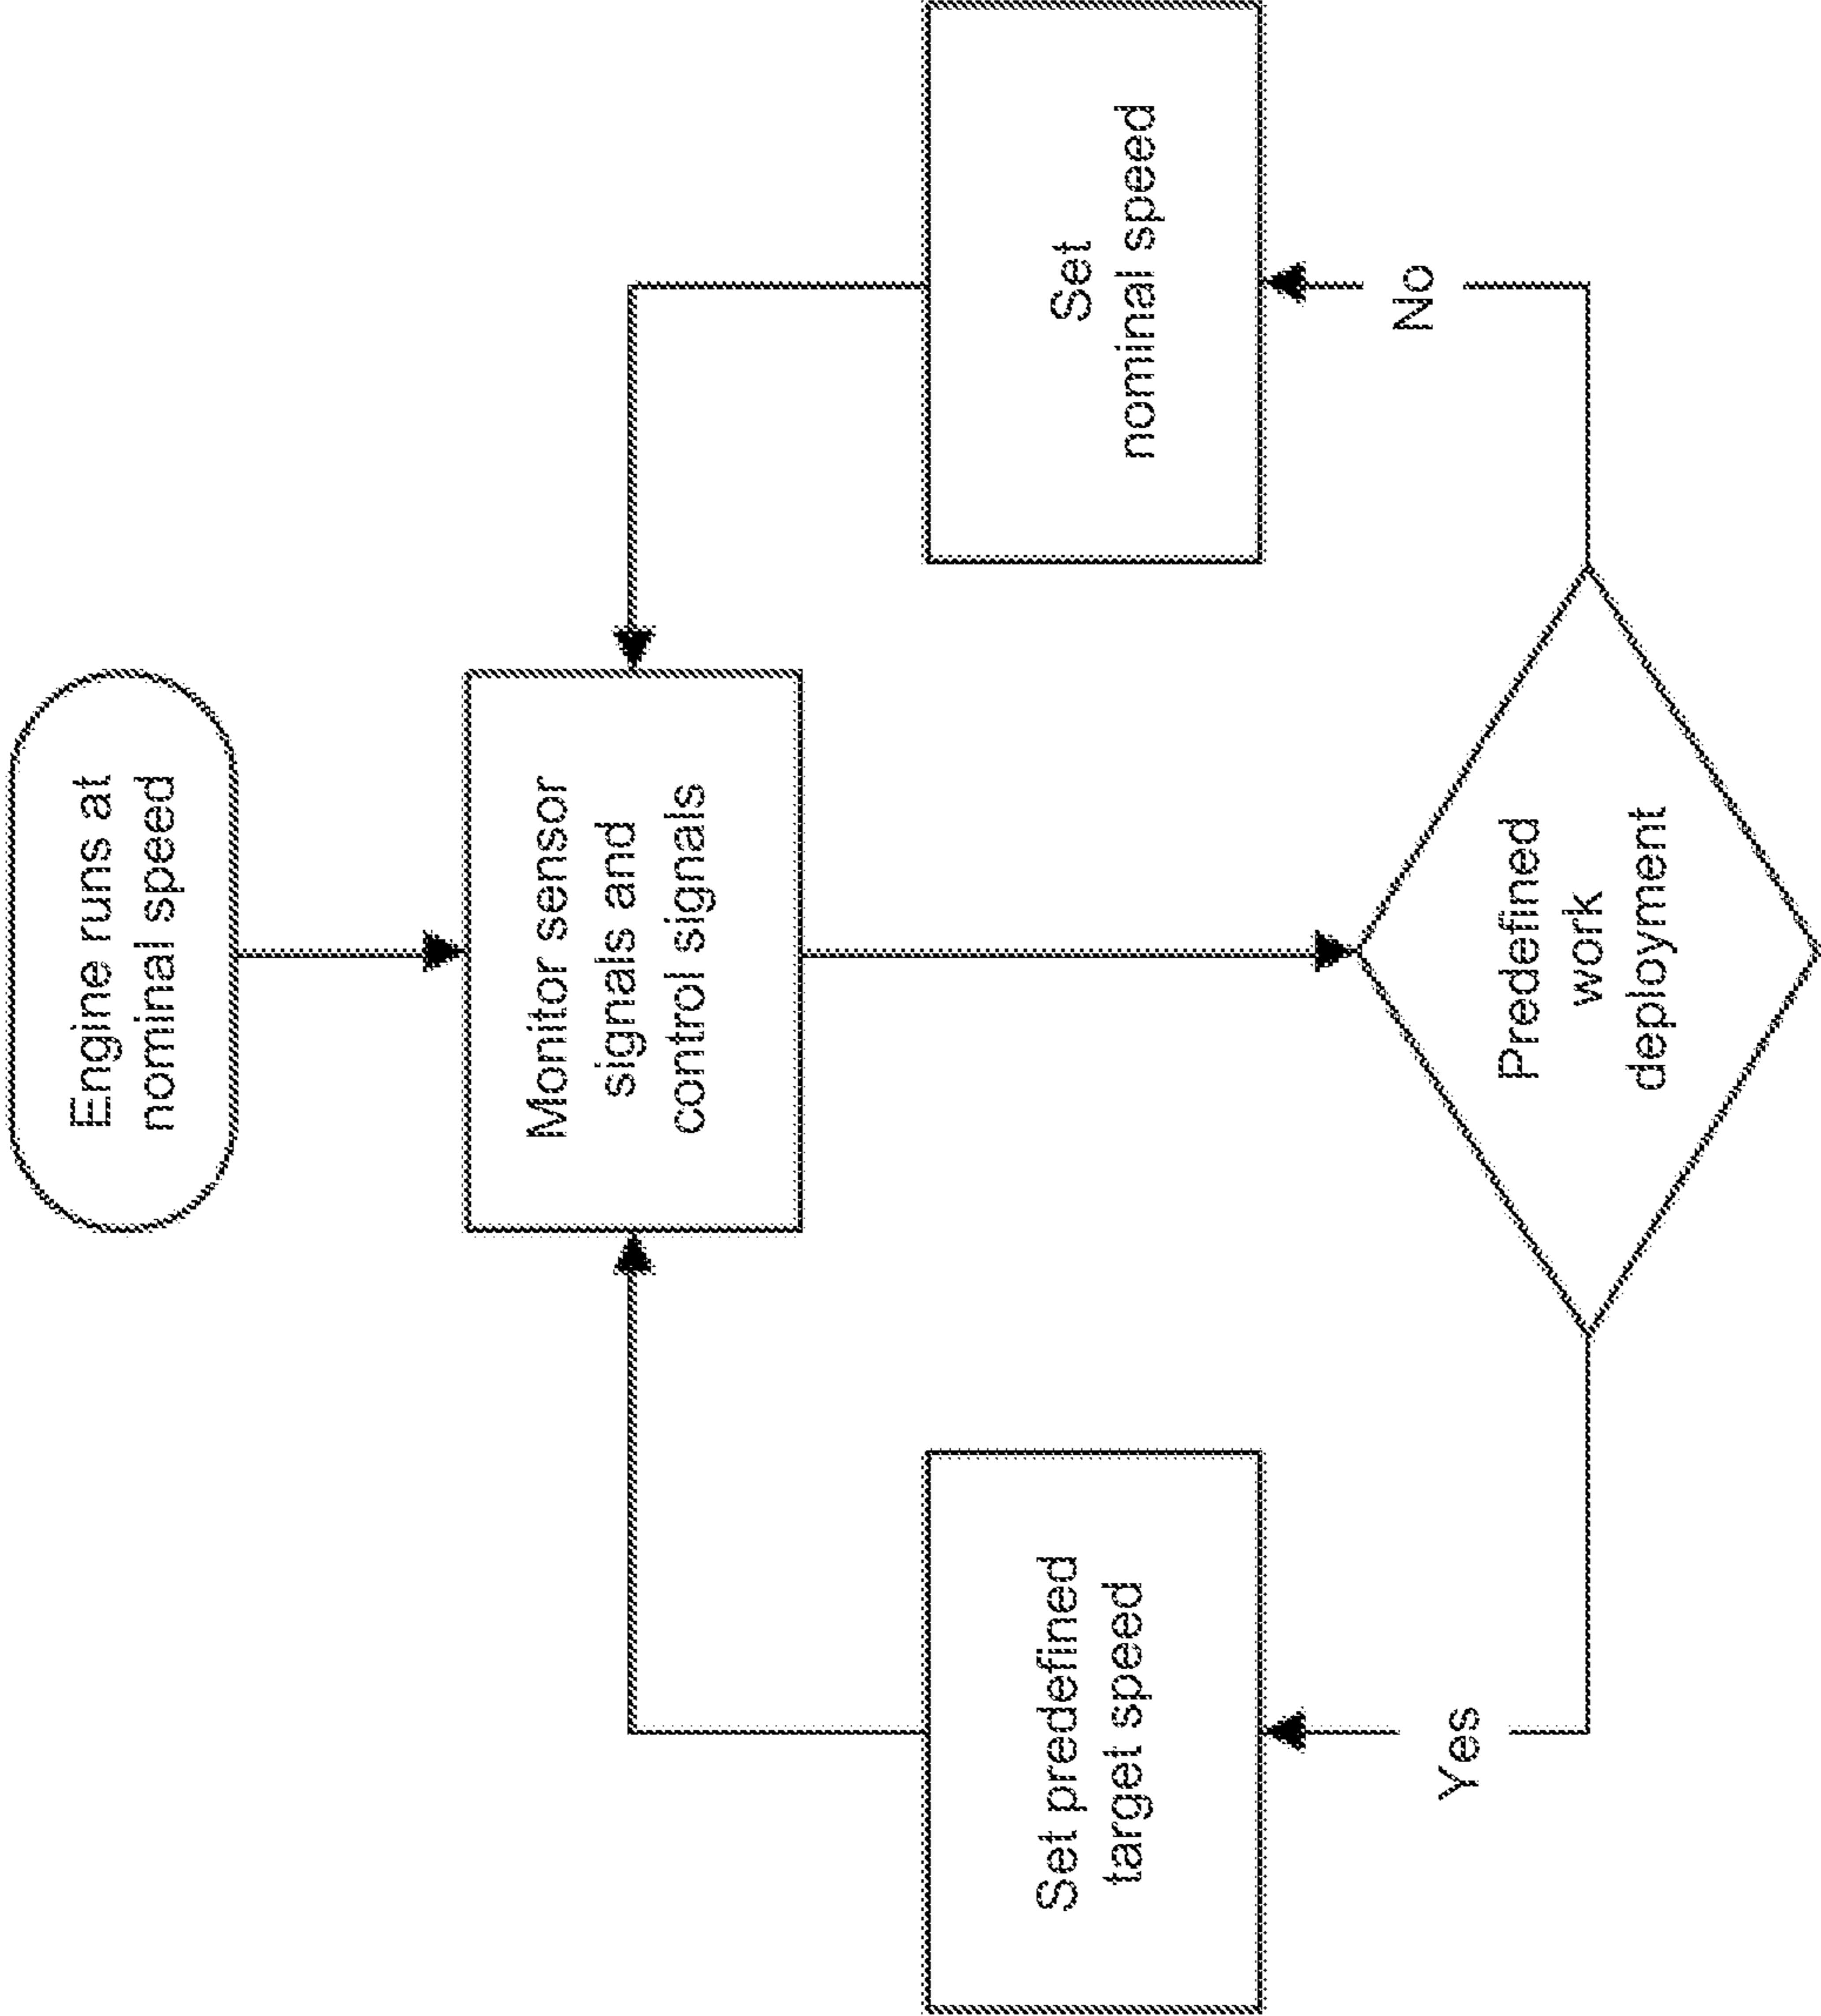 Engine runs at
nominal speed
Monitor sensor
signals and
control signals
Set predefined
target speed
Set
nominal speed
Yes
No
Predefined
work
deployment